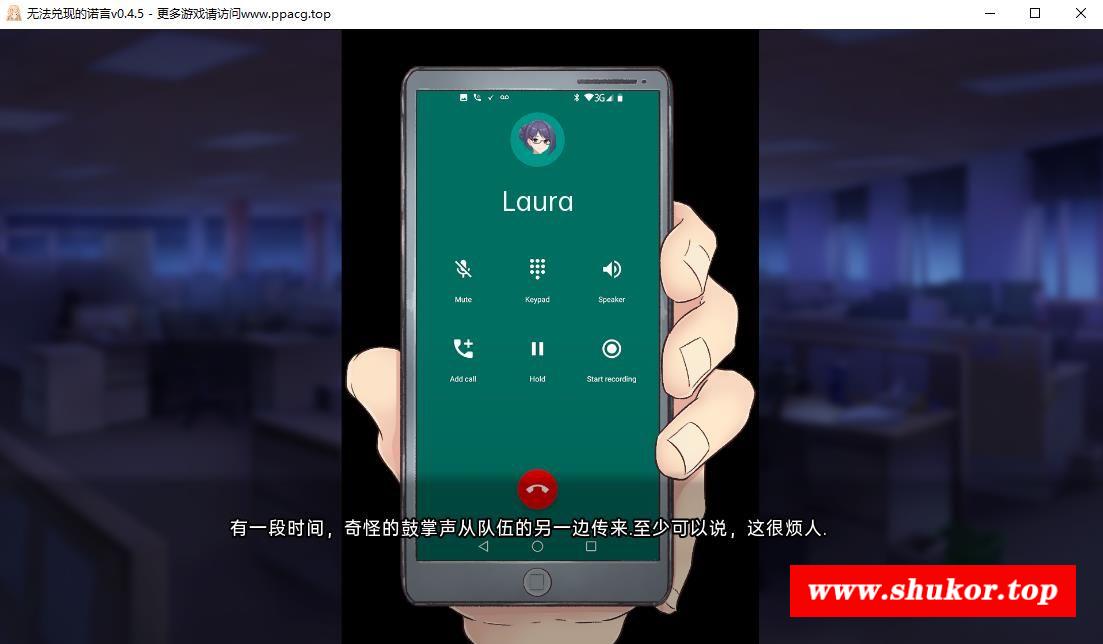 无法兑现的诺言v0.4.5 - 更多游戏请访问www.ppacg.top
3G
Laura
Mute Keypad Speaker
Add call Hold Start recording
有一段时间，奇怪的鼓掌声从队伍的另一边传来.至少可以说，这很烦人.
www.shukor.top